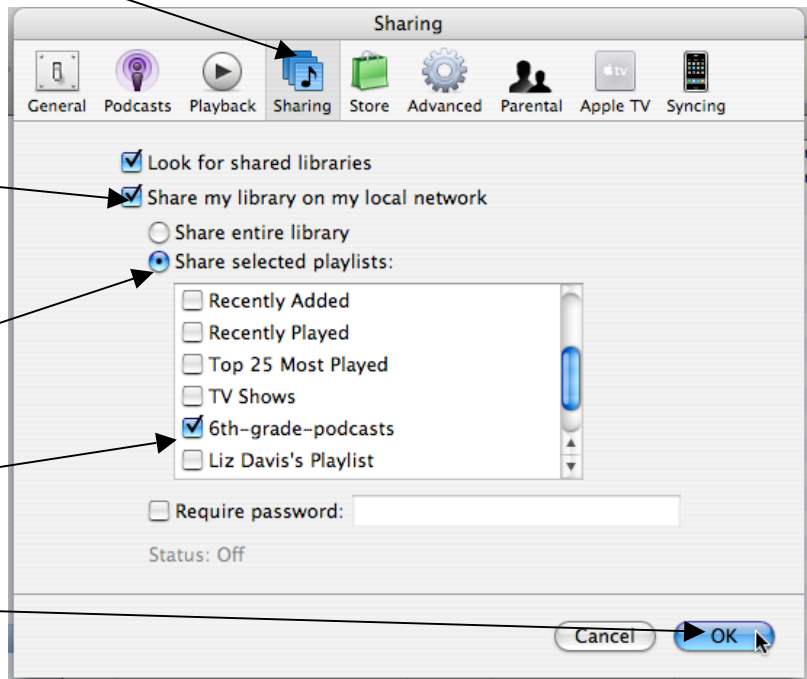 Sharing
General Podcasts Playback Sharing Store Advanced Parental Apple TV Syncing
Look for shared libraries
Share my library on my local network
Share entire library
Share selected playlists:
Recently Added
Recently Played
Top 25 Most Played
TV Shows
6th-grade-podcasts
Liz Davis's Playlist
Require password:
Status: Off
Cancel OK